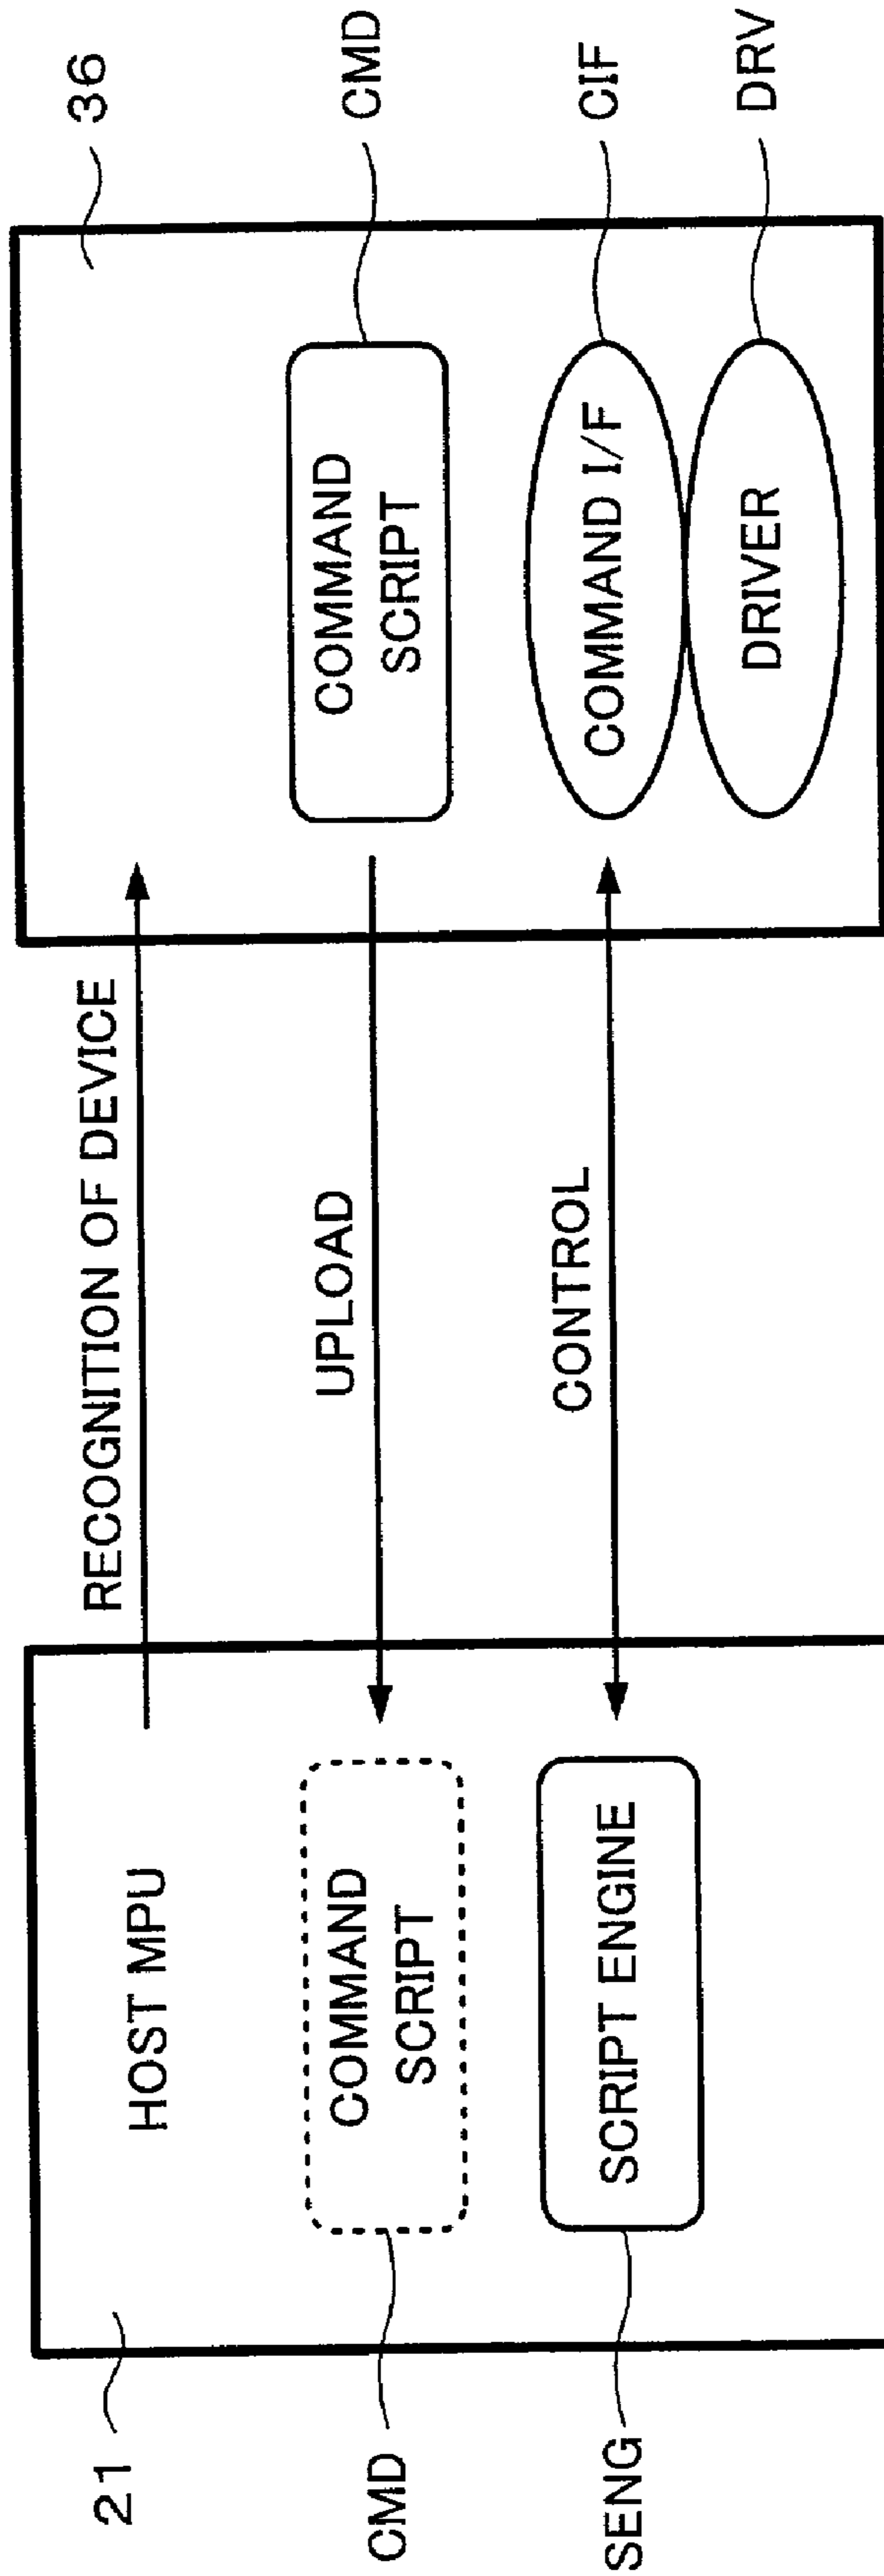 21
HOST MPU
CMD
COMMAND
SCRIPT
SENG
SCRIPT ENGINE
RECOGNITION OF DEVICE
UPLOAD
CONTROL
36
COMMAND
SCRIPT
CMD
COMMAND I/F
CIF
DRIVER
DRV